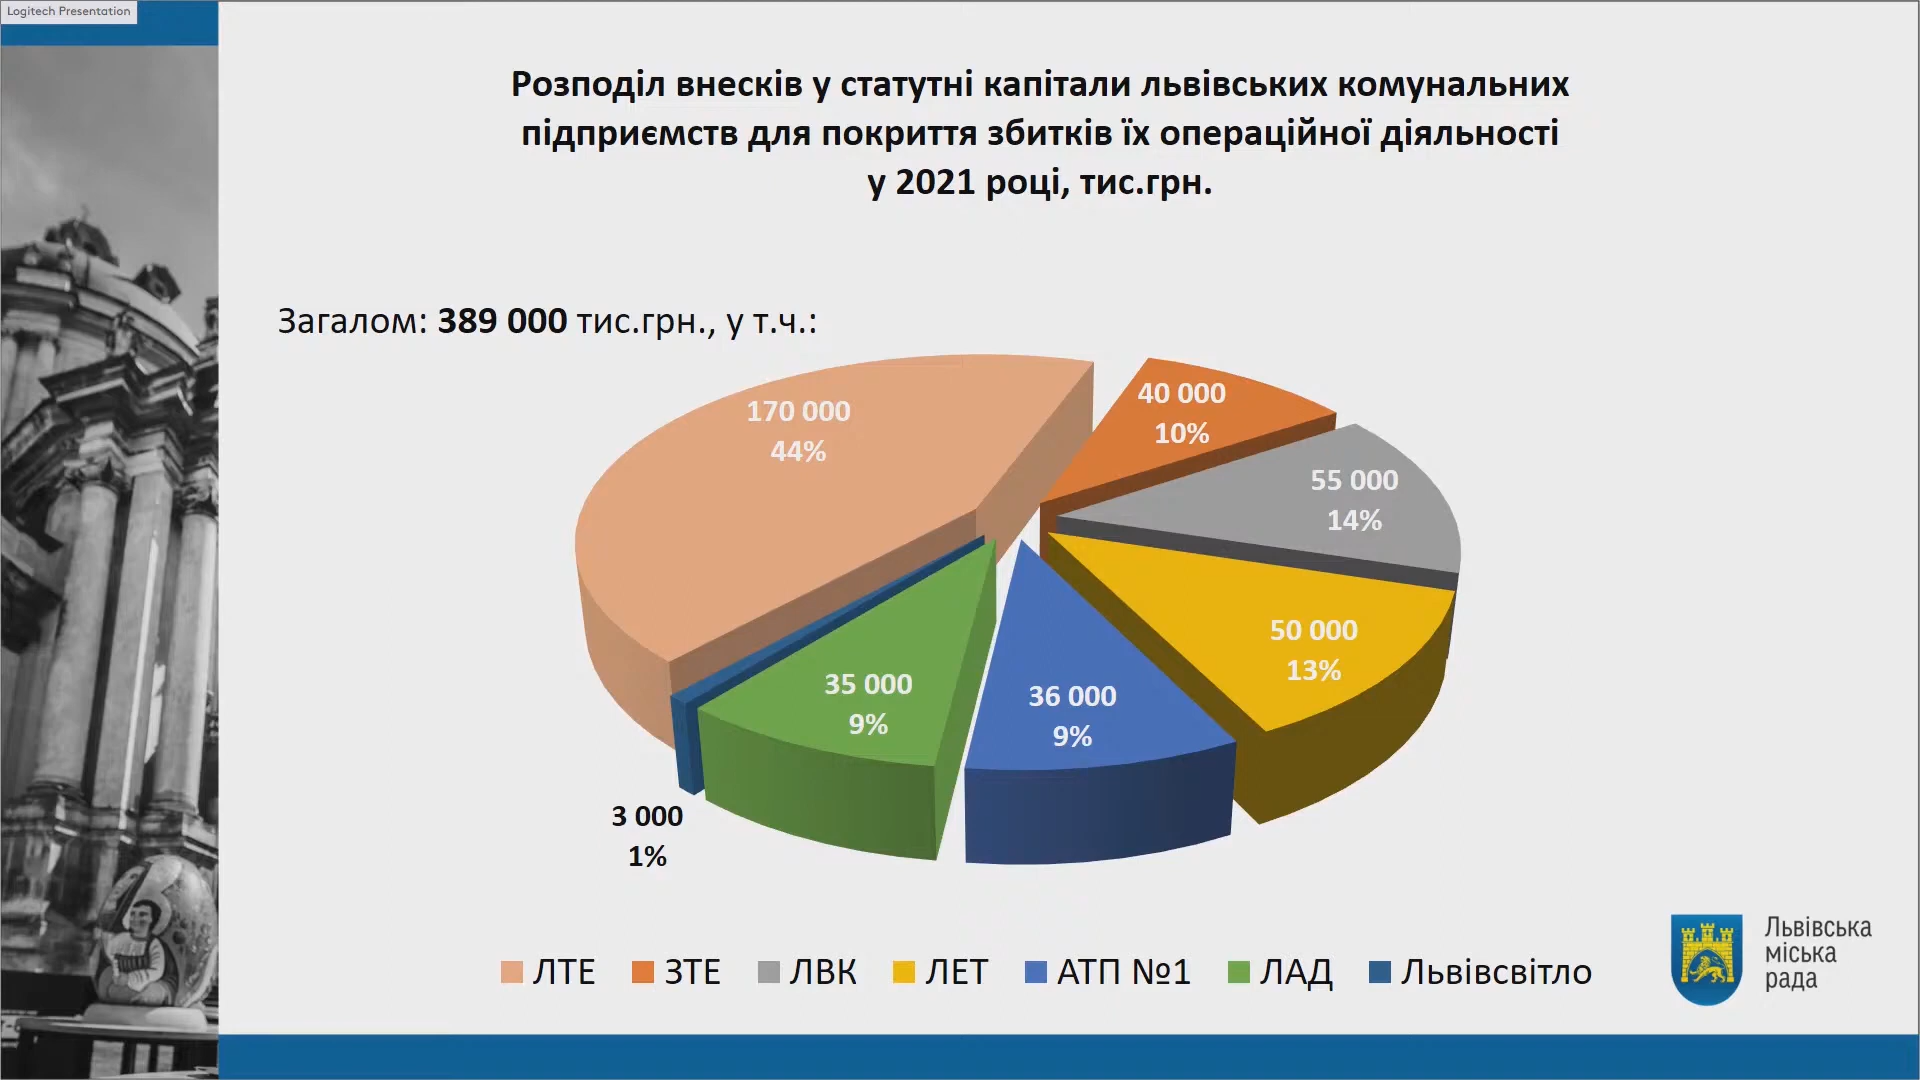 Logitech Presentation
Розподіл внесків у статутні капітали львівських комунальних
підприємств для покриття збитків їх операційної діяльності
у 2021 році, тис.грн.
Загалом: 389 000 тис.грн., у т.ч.:
170 000
44%
40 000
10%
55 000
14%
50 000
13%
36 000
9%
35 000
9%
3 000
1%
ЛТЕ ЗТЕ ЛВК ЛЕТ АТП №1 ЛАД Львівсвітло
Львівська
міська
рада